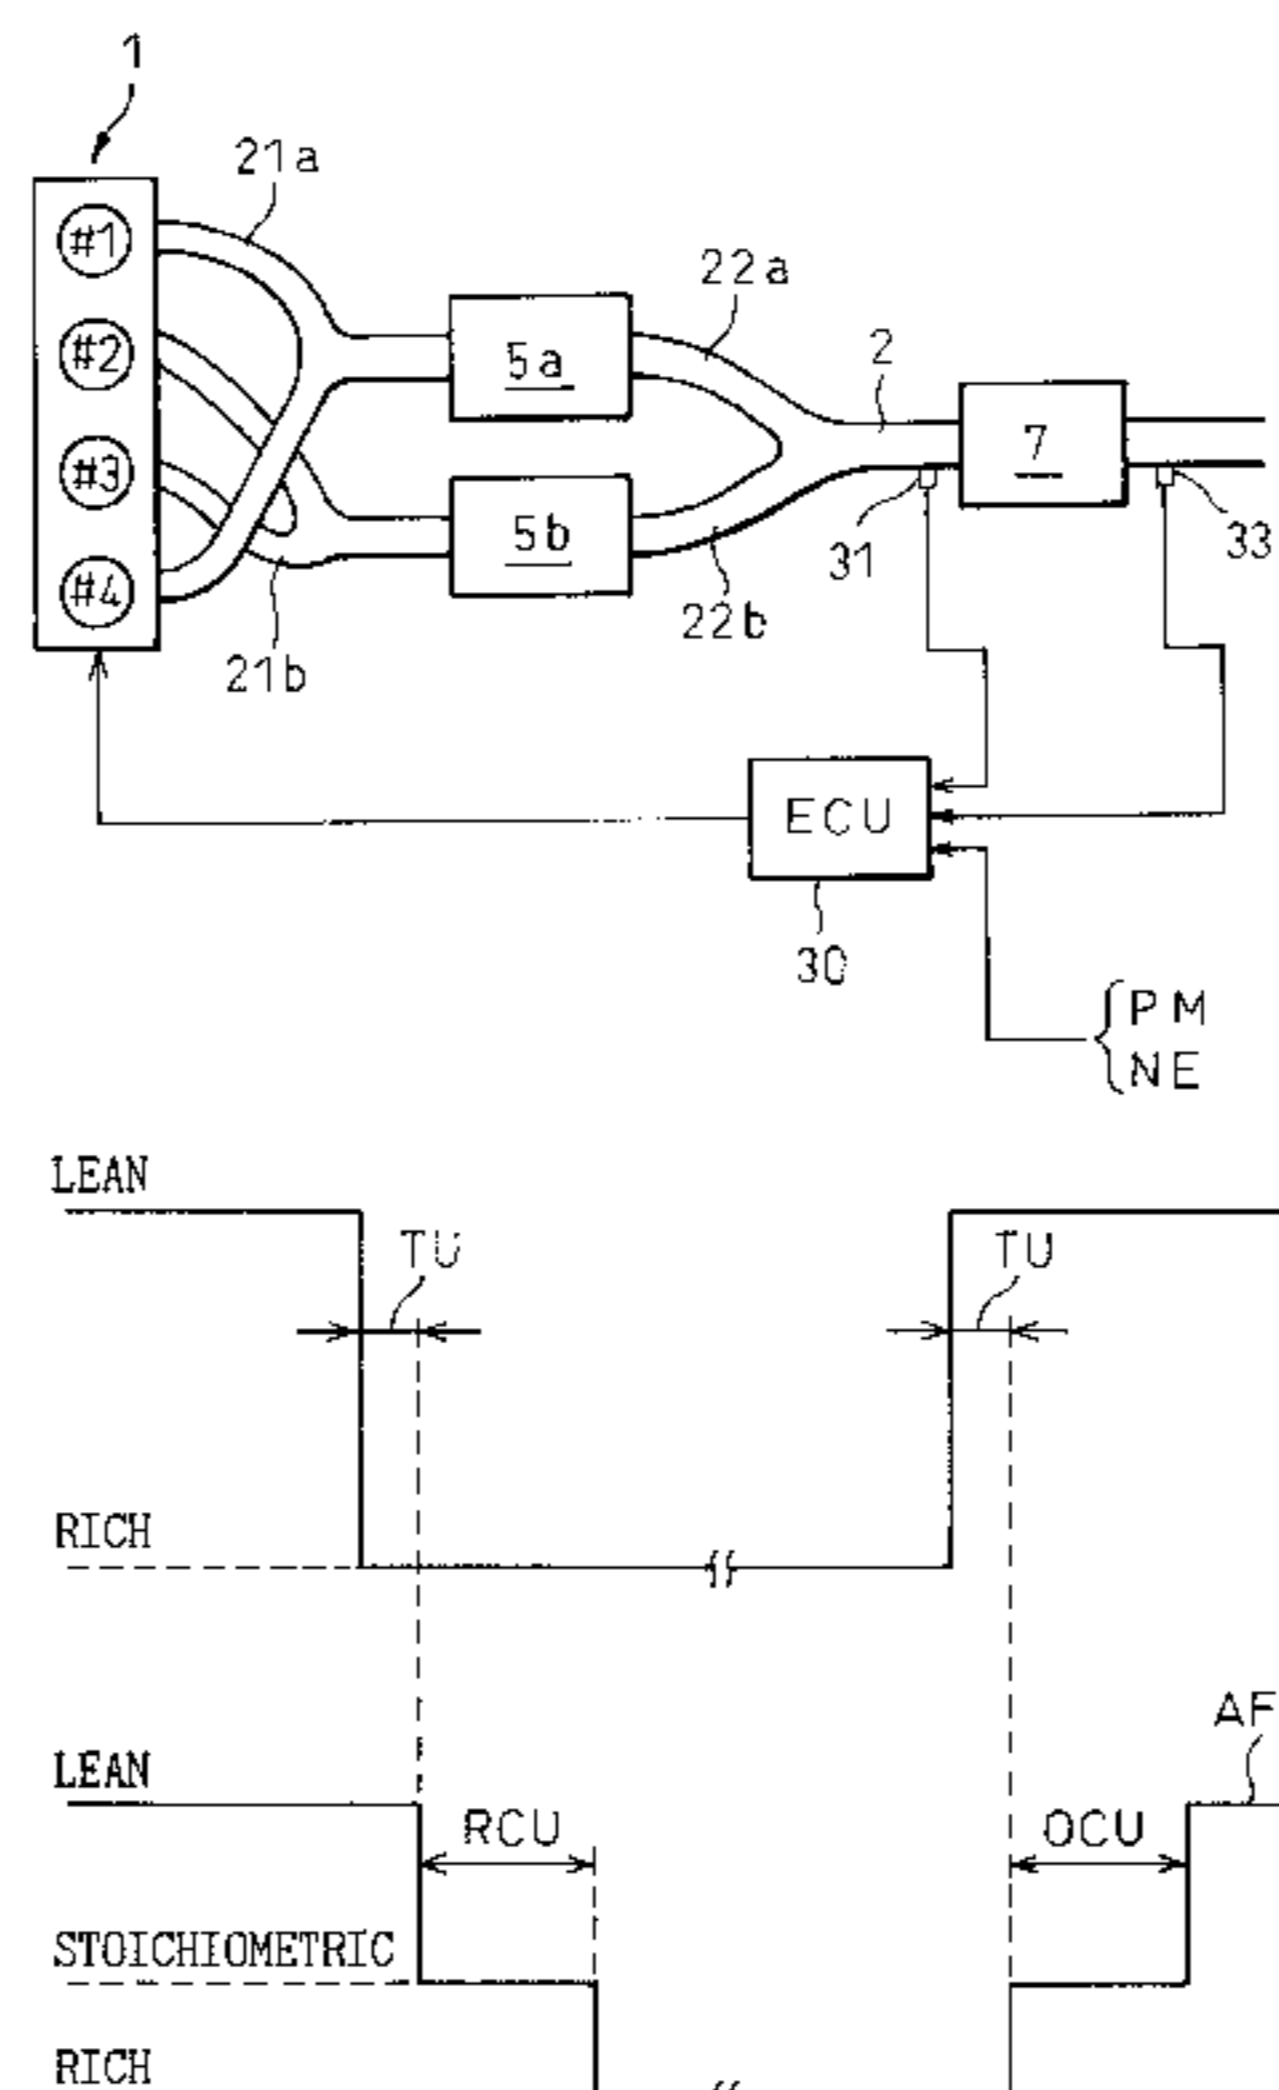 1
21a
#1
22a
#2
5a
2
7
#3
5b
31
33
#4
22b
21b
ECU
30
PM
NE
LEAN
TU
TU
RICH
AF
LEAN
RCU
OCU
STOICHIOMETRIC
RICH